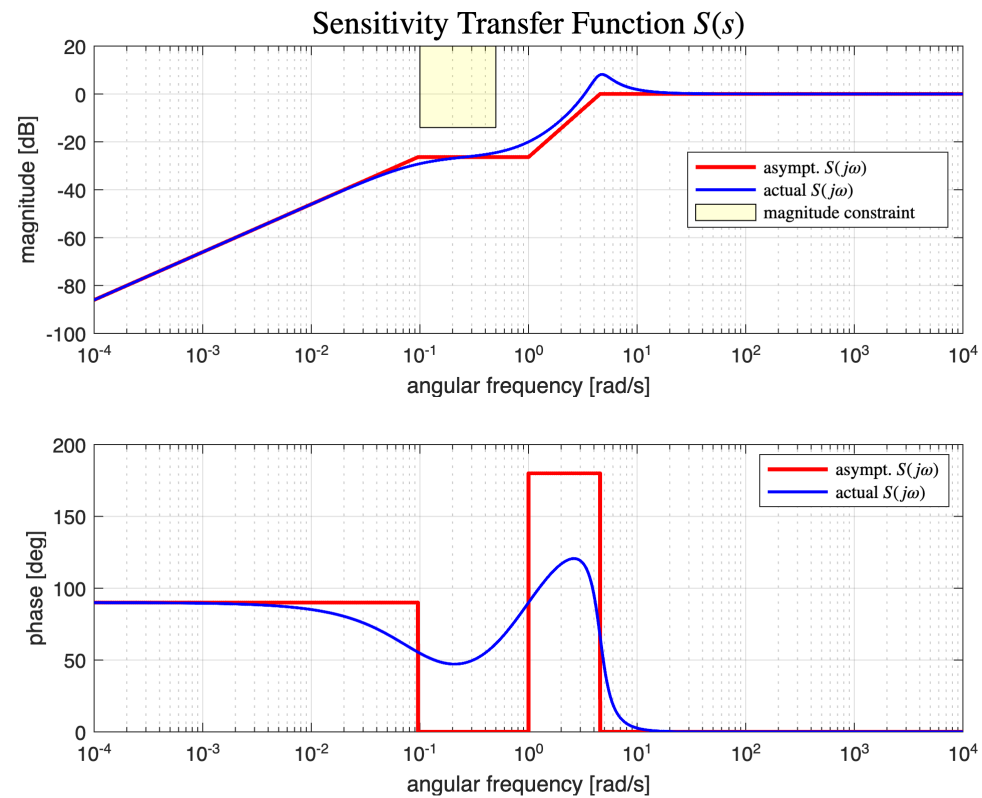 Sensitivity Transfer Function S(s)
magnitude [dB]
20
0
-20
-40
-60
-80
-100
asympt. S(jω)
actual S(jω)
magnitude constraint
10^-4 10^-3 10^-2 10^-1 10^0 10^1 10^2 10^3 10^4
angular frequency [rad/s]
phase [deg]
200
150
100
50
0
asympt. S(jω)
actual S(jω)
10^-4 10^-3 10^-2 10^-1 10^0 10^1 10^2 10^3 10^4
angular frequency [rad/s]